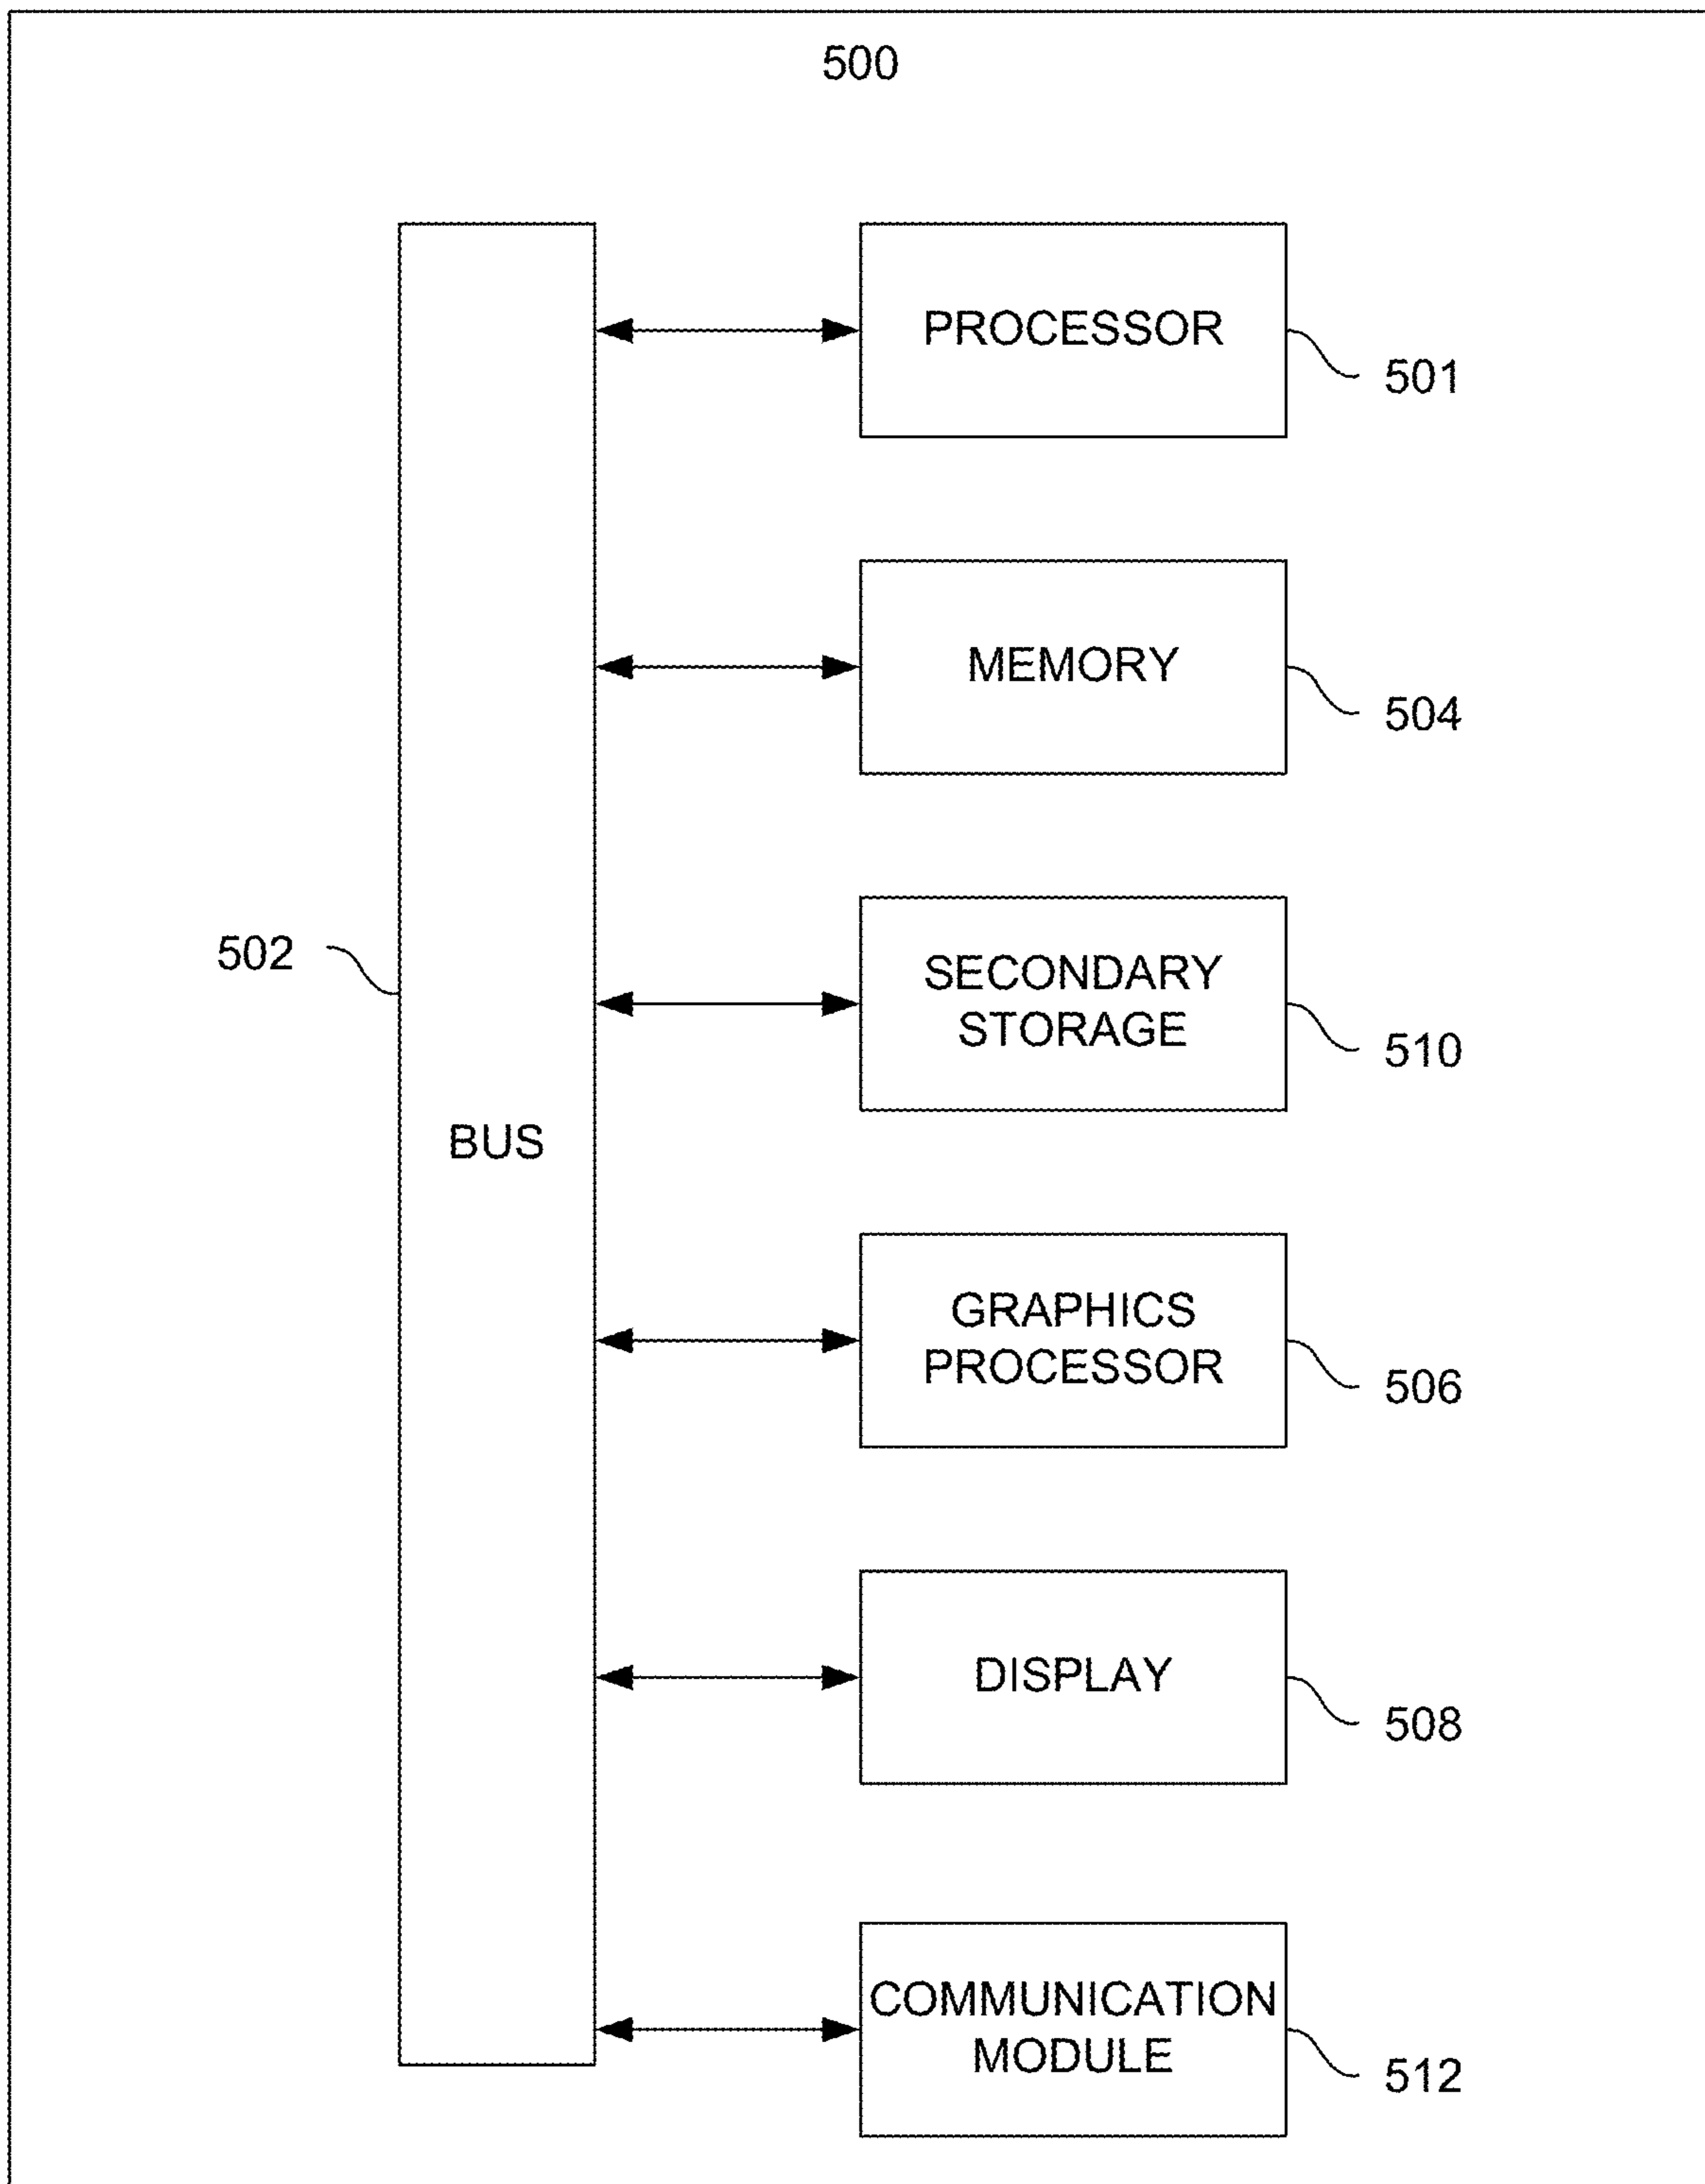 500
PROCESSOR
501
MEMORY
504
502
SECONDARY
STORAGE
510
BUS
GRAPHICS
PROCESSOR
506
DISPLAY
508
COMMUNICATION
MODULE
512